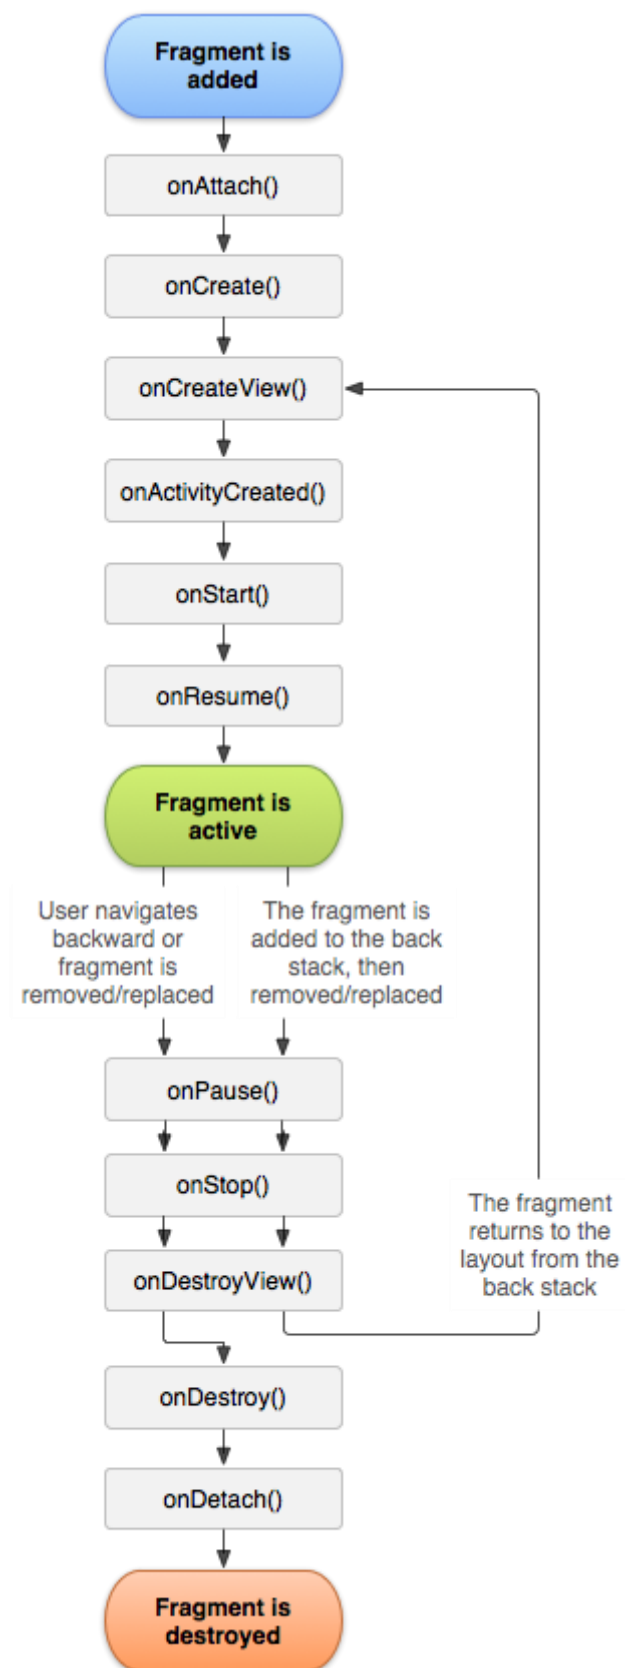 Fragment is
added
onAttach()
onCreate()
onCreateView()
onActivityCreated()
onStart()
onResume()
Fragment is
active
User navigates
backward or
fragment is
removed/replaced
The fragment is
added to the back
stack, then
removed/replaced
onPause()
onStop()
onDestroyView()
The fragment
returns to the
layout from the
back stack
onDestroy()
onDetach()
Fragment is
destroyed